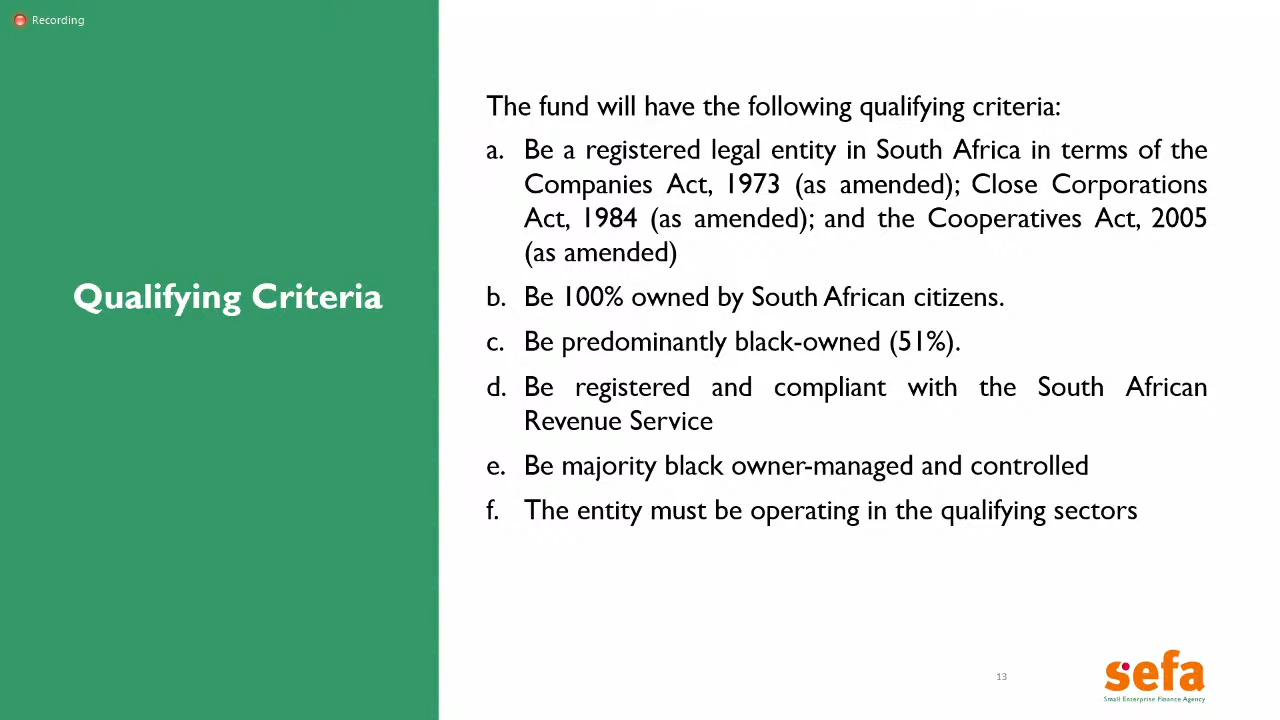 Recording
The fund will have the following qualifying criteria:
a. Be a registered legal entity in South Africa in terms of the
Companies Act, 1973 (as amended); Close Corporations
Act, 1984 (as amended); and the Cooperatives Act, 2005
(as amended)
Qualifying Criteria
b. Be 100% owned by South African citizens.
c. Be predominantly black-owned (51%).
d. Be registered and compliant with the South African
Revenue Service
e. Be majority black owner-managed and controlled
f. The entity must be operating in the qualifying sectors
13
sefa
Small Enterprise Finance Agency